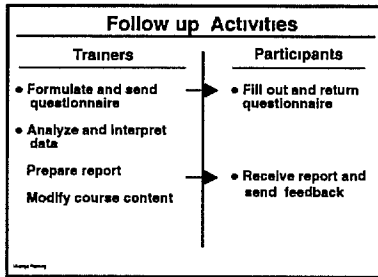 Follow up Activities
Trainers
• Formulate and send
questionnaire
• Analyze and interpret
data
Prepare report
Modify course content
Participants
• Fill out and return
questionnaire
• Receive report and
send feedback